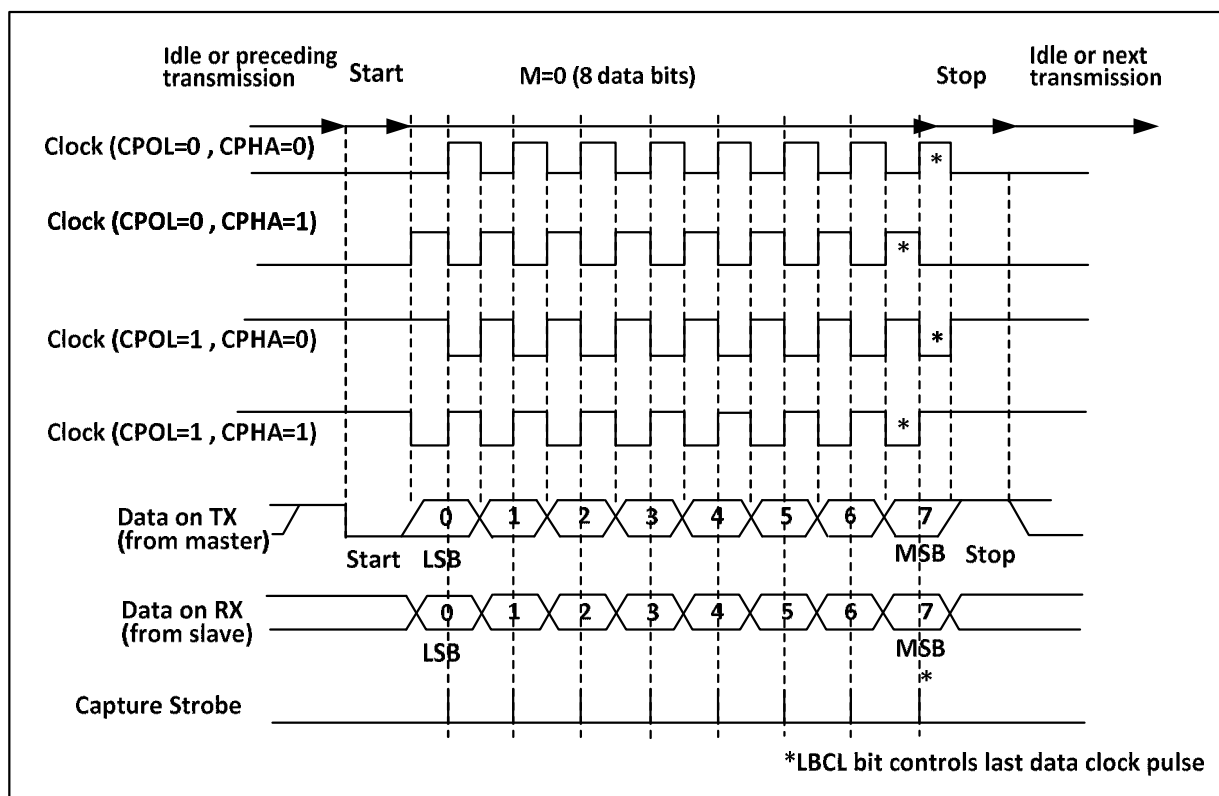 Idle or preceding
transmission
Start
M=0 (8 data bits)
Stop
Idle or next
transmission
Clock (CPOL=0 , CPHA=0)
*
Clock (CPOL=0 , CPHA=1)
*
Clock (CPOL=1 , CPHA=0)
*
Clock (CPOL=1 , CPHA=1)
*
Data on TX
(from master)
0 1 2 3 4 5 6 7
Start LSB MSB Stop
Data on RX
(from slave)
0 1 2 3 4 5 6 7
LSB MSB
*
Capture Strobe
*LBCL bit controls last data clock pulse